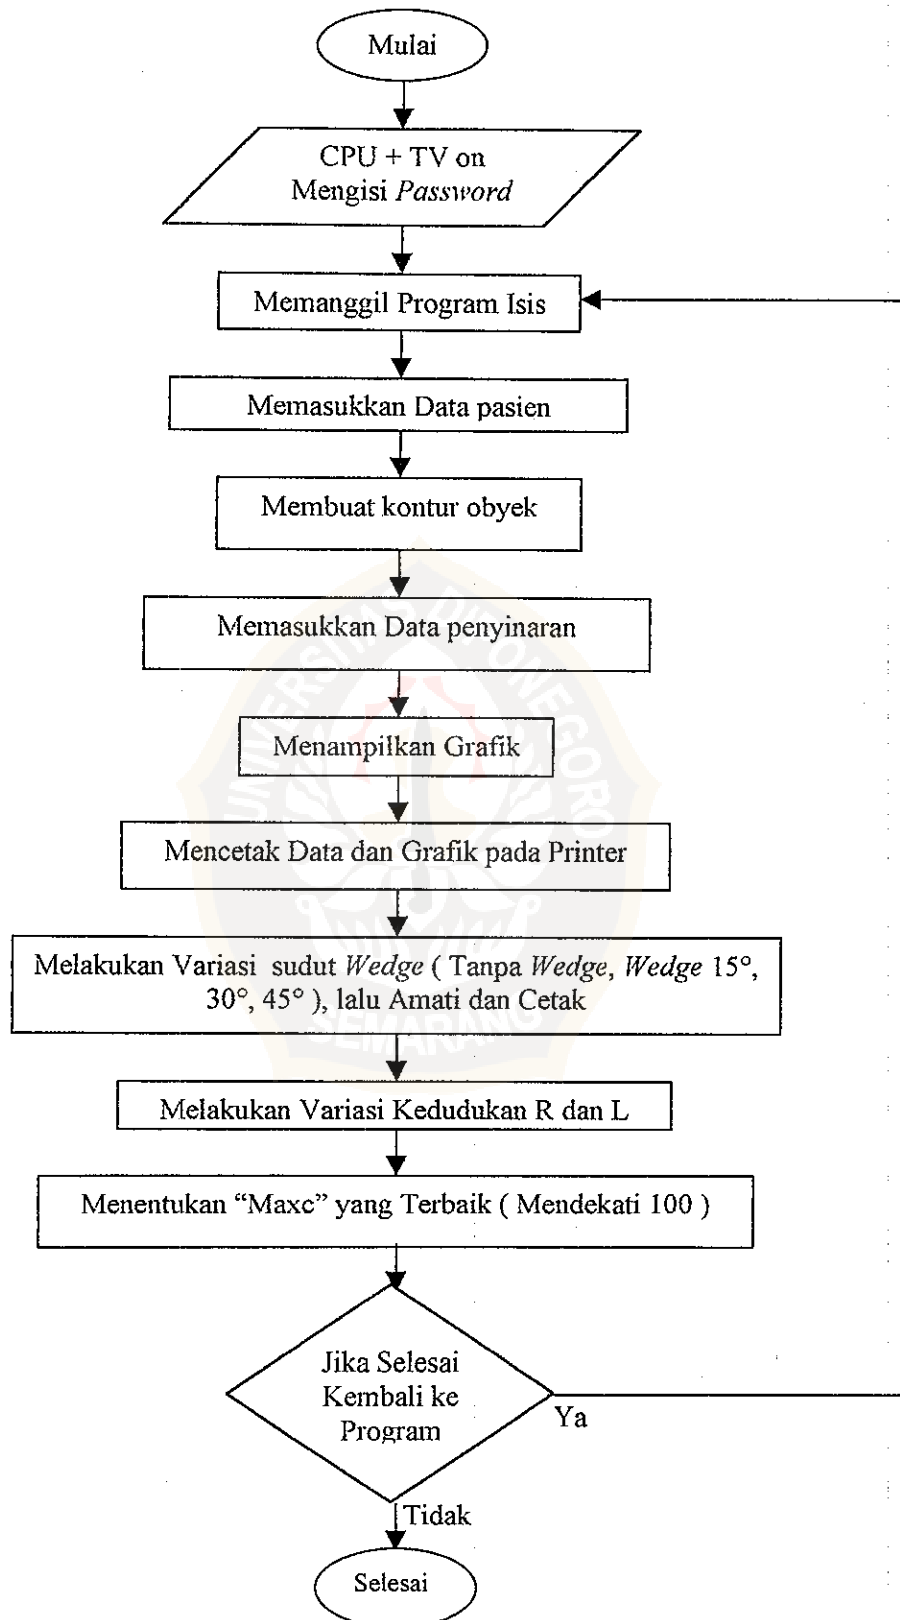 Mulai
CPU + TV on
Mengisi Password
Memanggil Program Isis
Memasukkan Data pasien
Membuat kontur obyek
Memasukkan Data penyinaran
Menampilkan Grafik
Mencetak Data dan Grafik pada Printer
Melakukan Variasi sudut Wedge ( Tanpa Wedge, Wedge 15°,
30°, 45° ), lalu Amati dan Cetak
Melakukan Variasi Kedudukan R dan L
Menentukan “Maxc” yang Terbaik ( Mendekati 100 )
Jika Selesai
Kembali ke
Program
Ya
Tidak
Selesai
UNIVERSITAS DIPONEGORO
SEMARANG